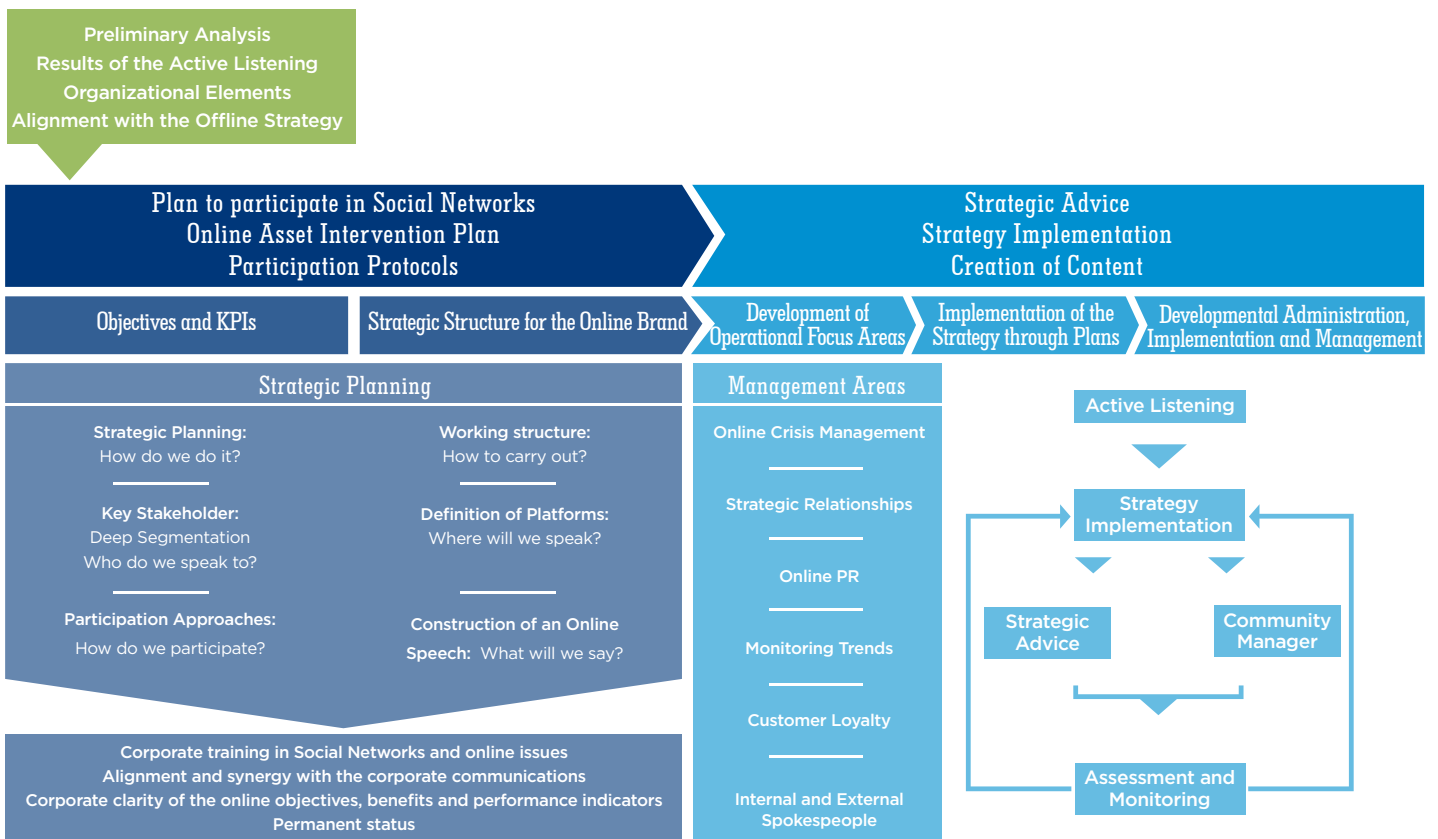 Preliminary Analysis
Results of the Active Listening
Organizational Elements
Alignment with the Offline Strategy
Plan to participate in Social Networks
Online Asset Intervention Plan
Participation Protocols
Strategic Advice
Strategy Implementation
Creation of Content
Objectives and KPIs
Strategic Structure for the Online Brand
Development of
Operational Focus Areas
Implementation of the
Strategy through Plans
Developmental Administration,
Implementation and Management
Strategic Planning
Strategic Planning:
How do we do it?
Key Stakeholder:
Deep Segmentation
Who do we speak to?
Participation Approaches:
How do we participate?
Working structure:
How to carry out?
Definition of Platforms:
Where will we speak?
Construction of an Online
Speech: What will we say?
Corporate training in Social Networks and online issues
Alignment and synergy with the corporate communications
Corporate clarity of the online objectives, benefits and performance indicators
Permanent status
Management Areas
Online Crisis Management
Strategic Relationships
Online PR
Monitoring Trends
Customer Loyalty
Internal and External
Spokespeople
Active Listening
Strategy
Implementation
Strategic
Advice
Community
Manager
Assessment and
Monitoring